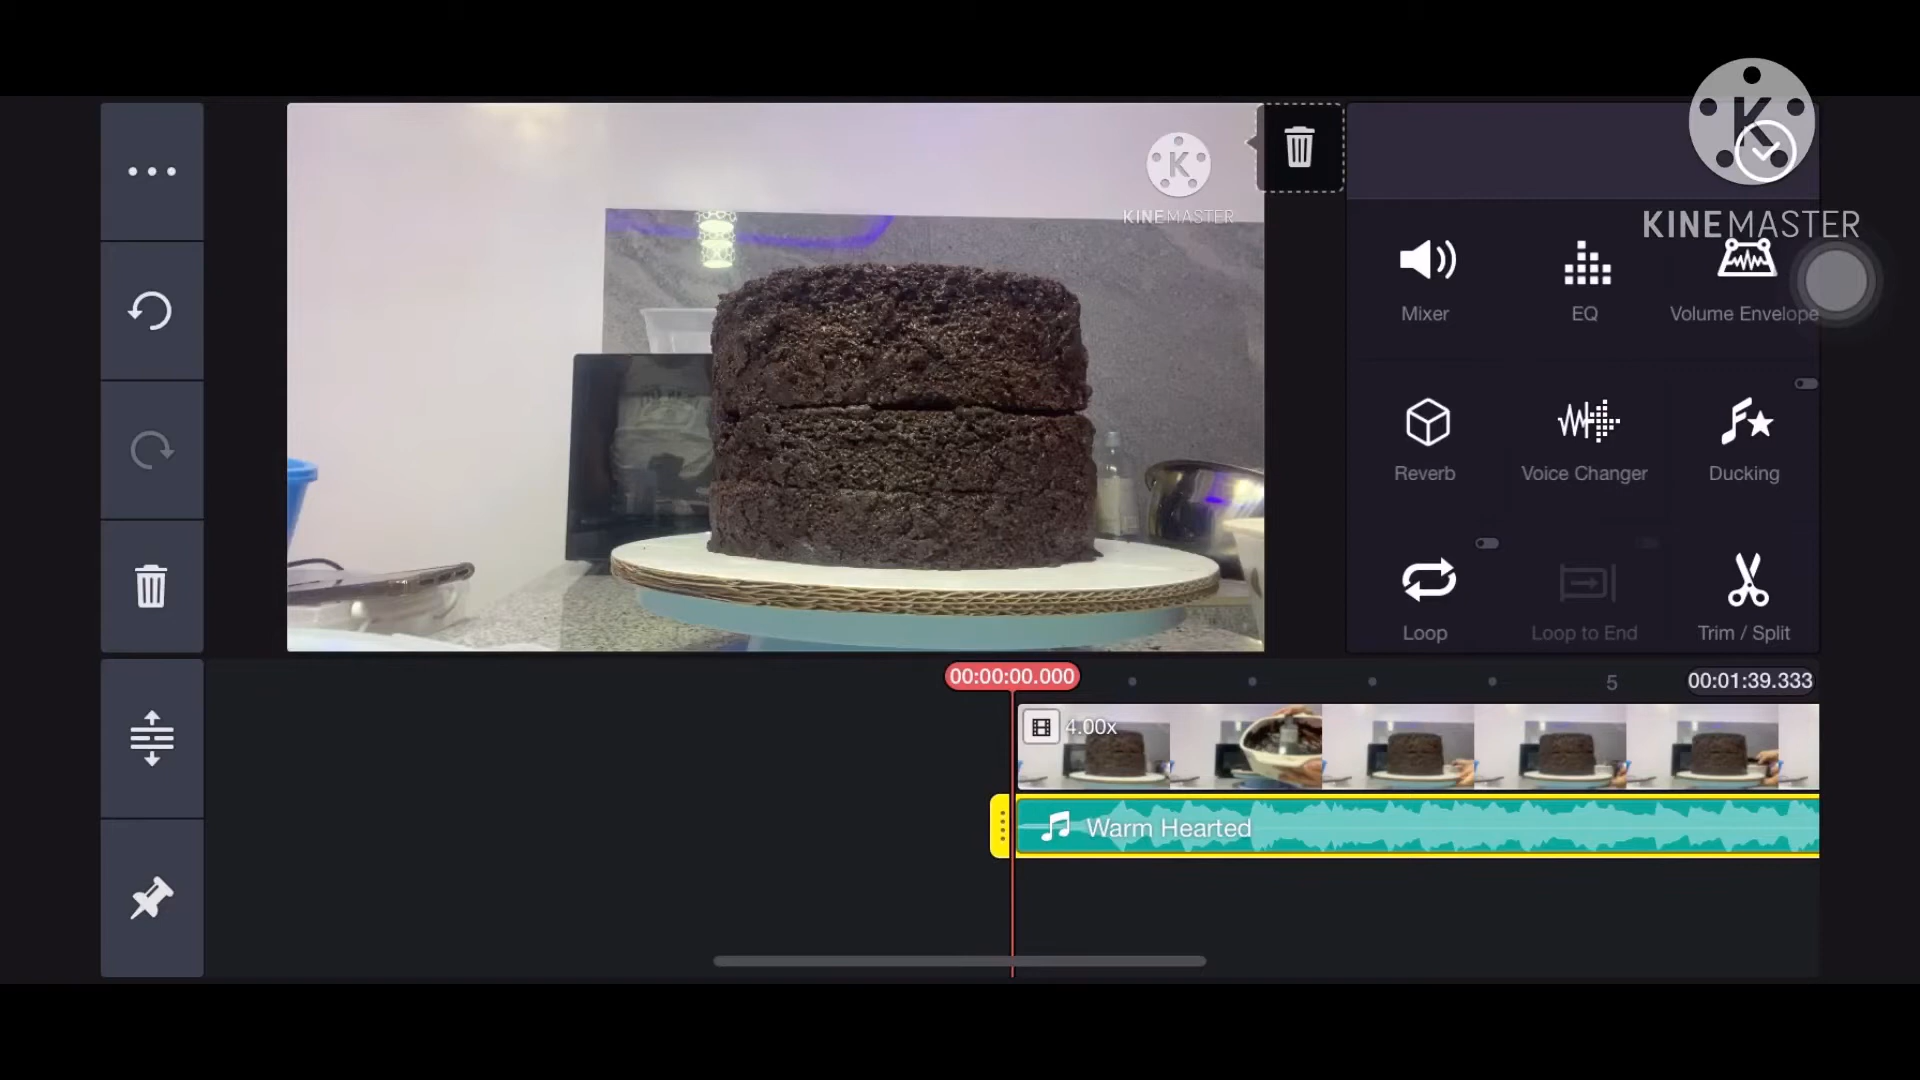 KINEMASTER
KINEMASTER
Mixer
EQ
Volume Envelope
Reverb
Voice Changer
Ducking
Loop
Loop to End
Trim / Split
00:00:00.000
5
00:01:39.333
4.00x
Warm Hearted